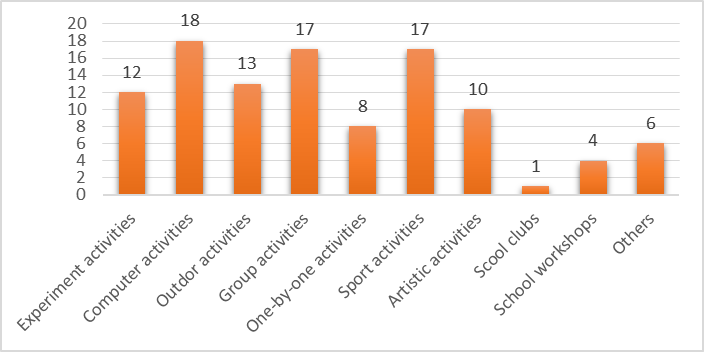 20
18
16
14
12
10
8
6
4
2
0
12
18
13
17
8
17
10
1
4
6
Experiment activities
Computer activities
Outdor activities
Group activities
One-by-one activities
Sport activities
Artistic activities
Scool clubs
School workshops
Others